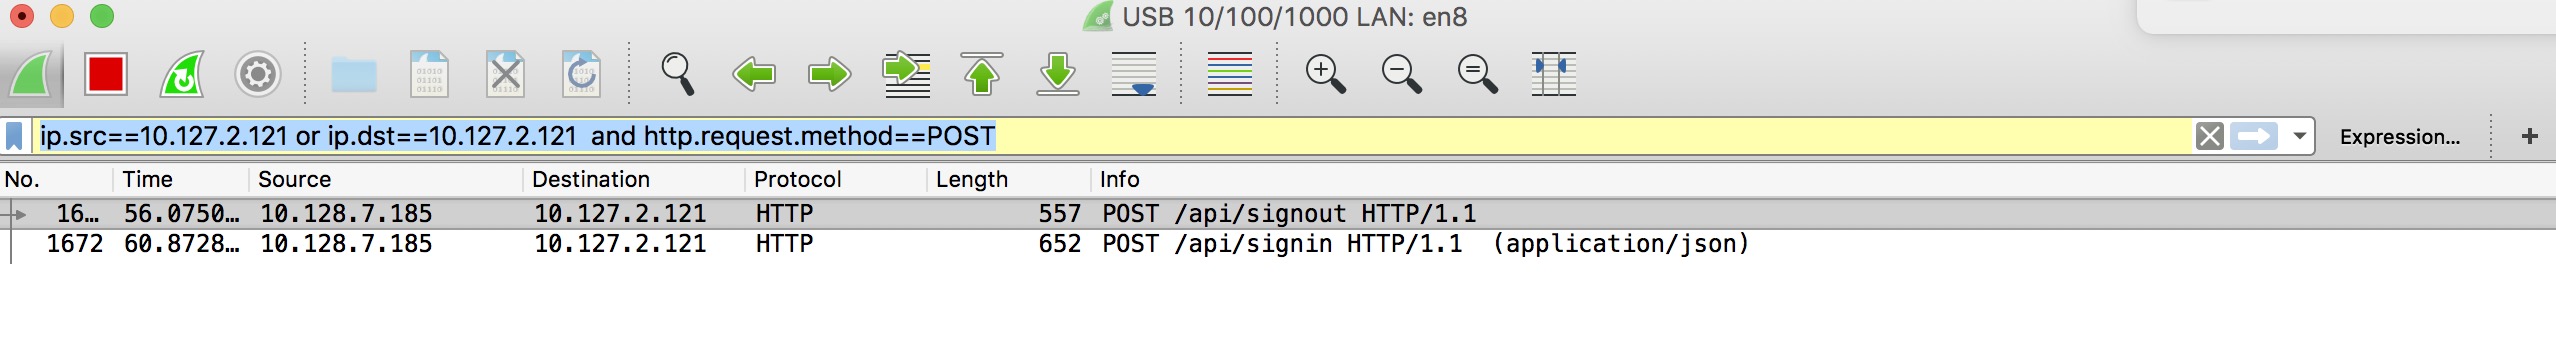 USB 10/100/1000 LAN: en8
ip.src==10.127.2.121 or ip.dst==10.127.2.121  and http.request.method==POST
Expression... +
No. Time Source Destination Protocol Length Info
16… 56.0750… 10.128.7.185 10.127.2.121 HTTP 557 POST /api/signout HTTP/1.1
1672 60.8728… 10.128.7.185 10.127.2.121 HTTP 652 POST /api/signin HTTP/1.1  (application/json)